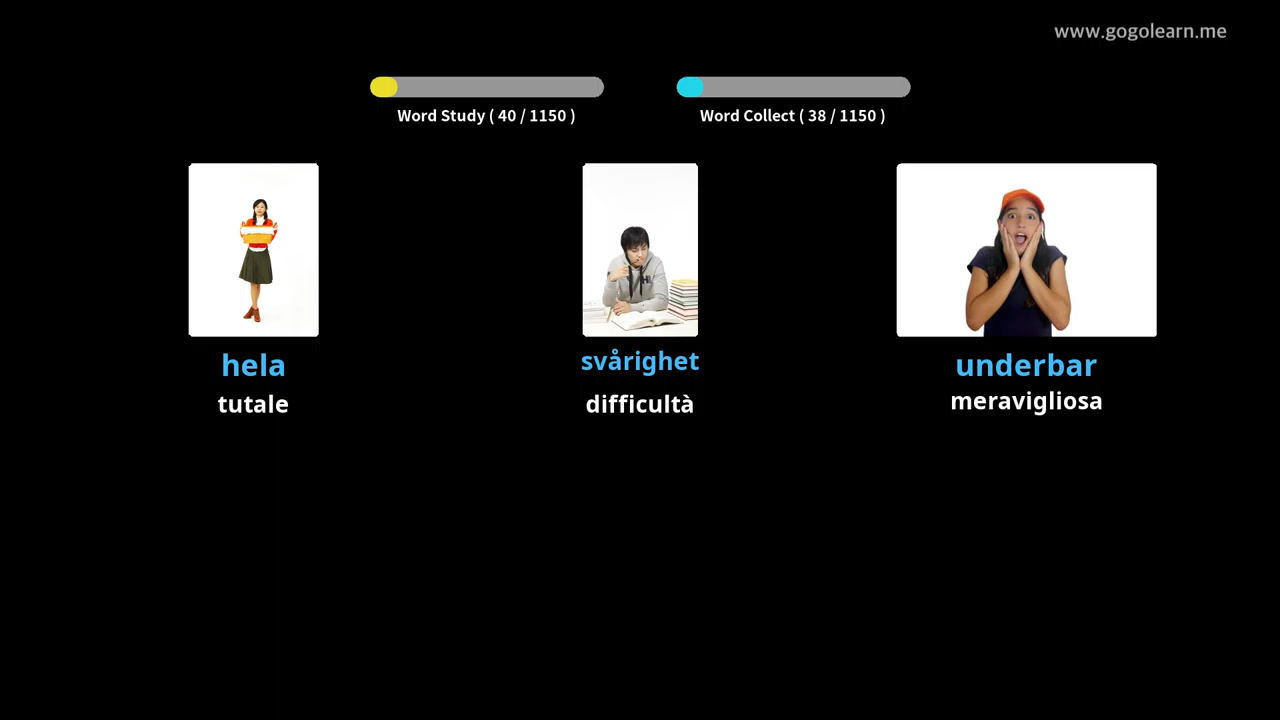 www.gogolearn.me
Word Study ( 40 / 1150 )
Word Collect ( 38 / 1150 )
hela
svårighet
underbar
tutale
difficultà
meravigliosa